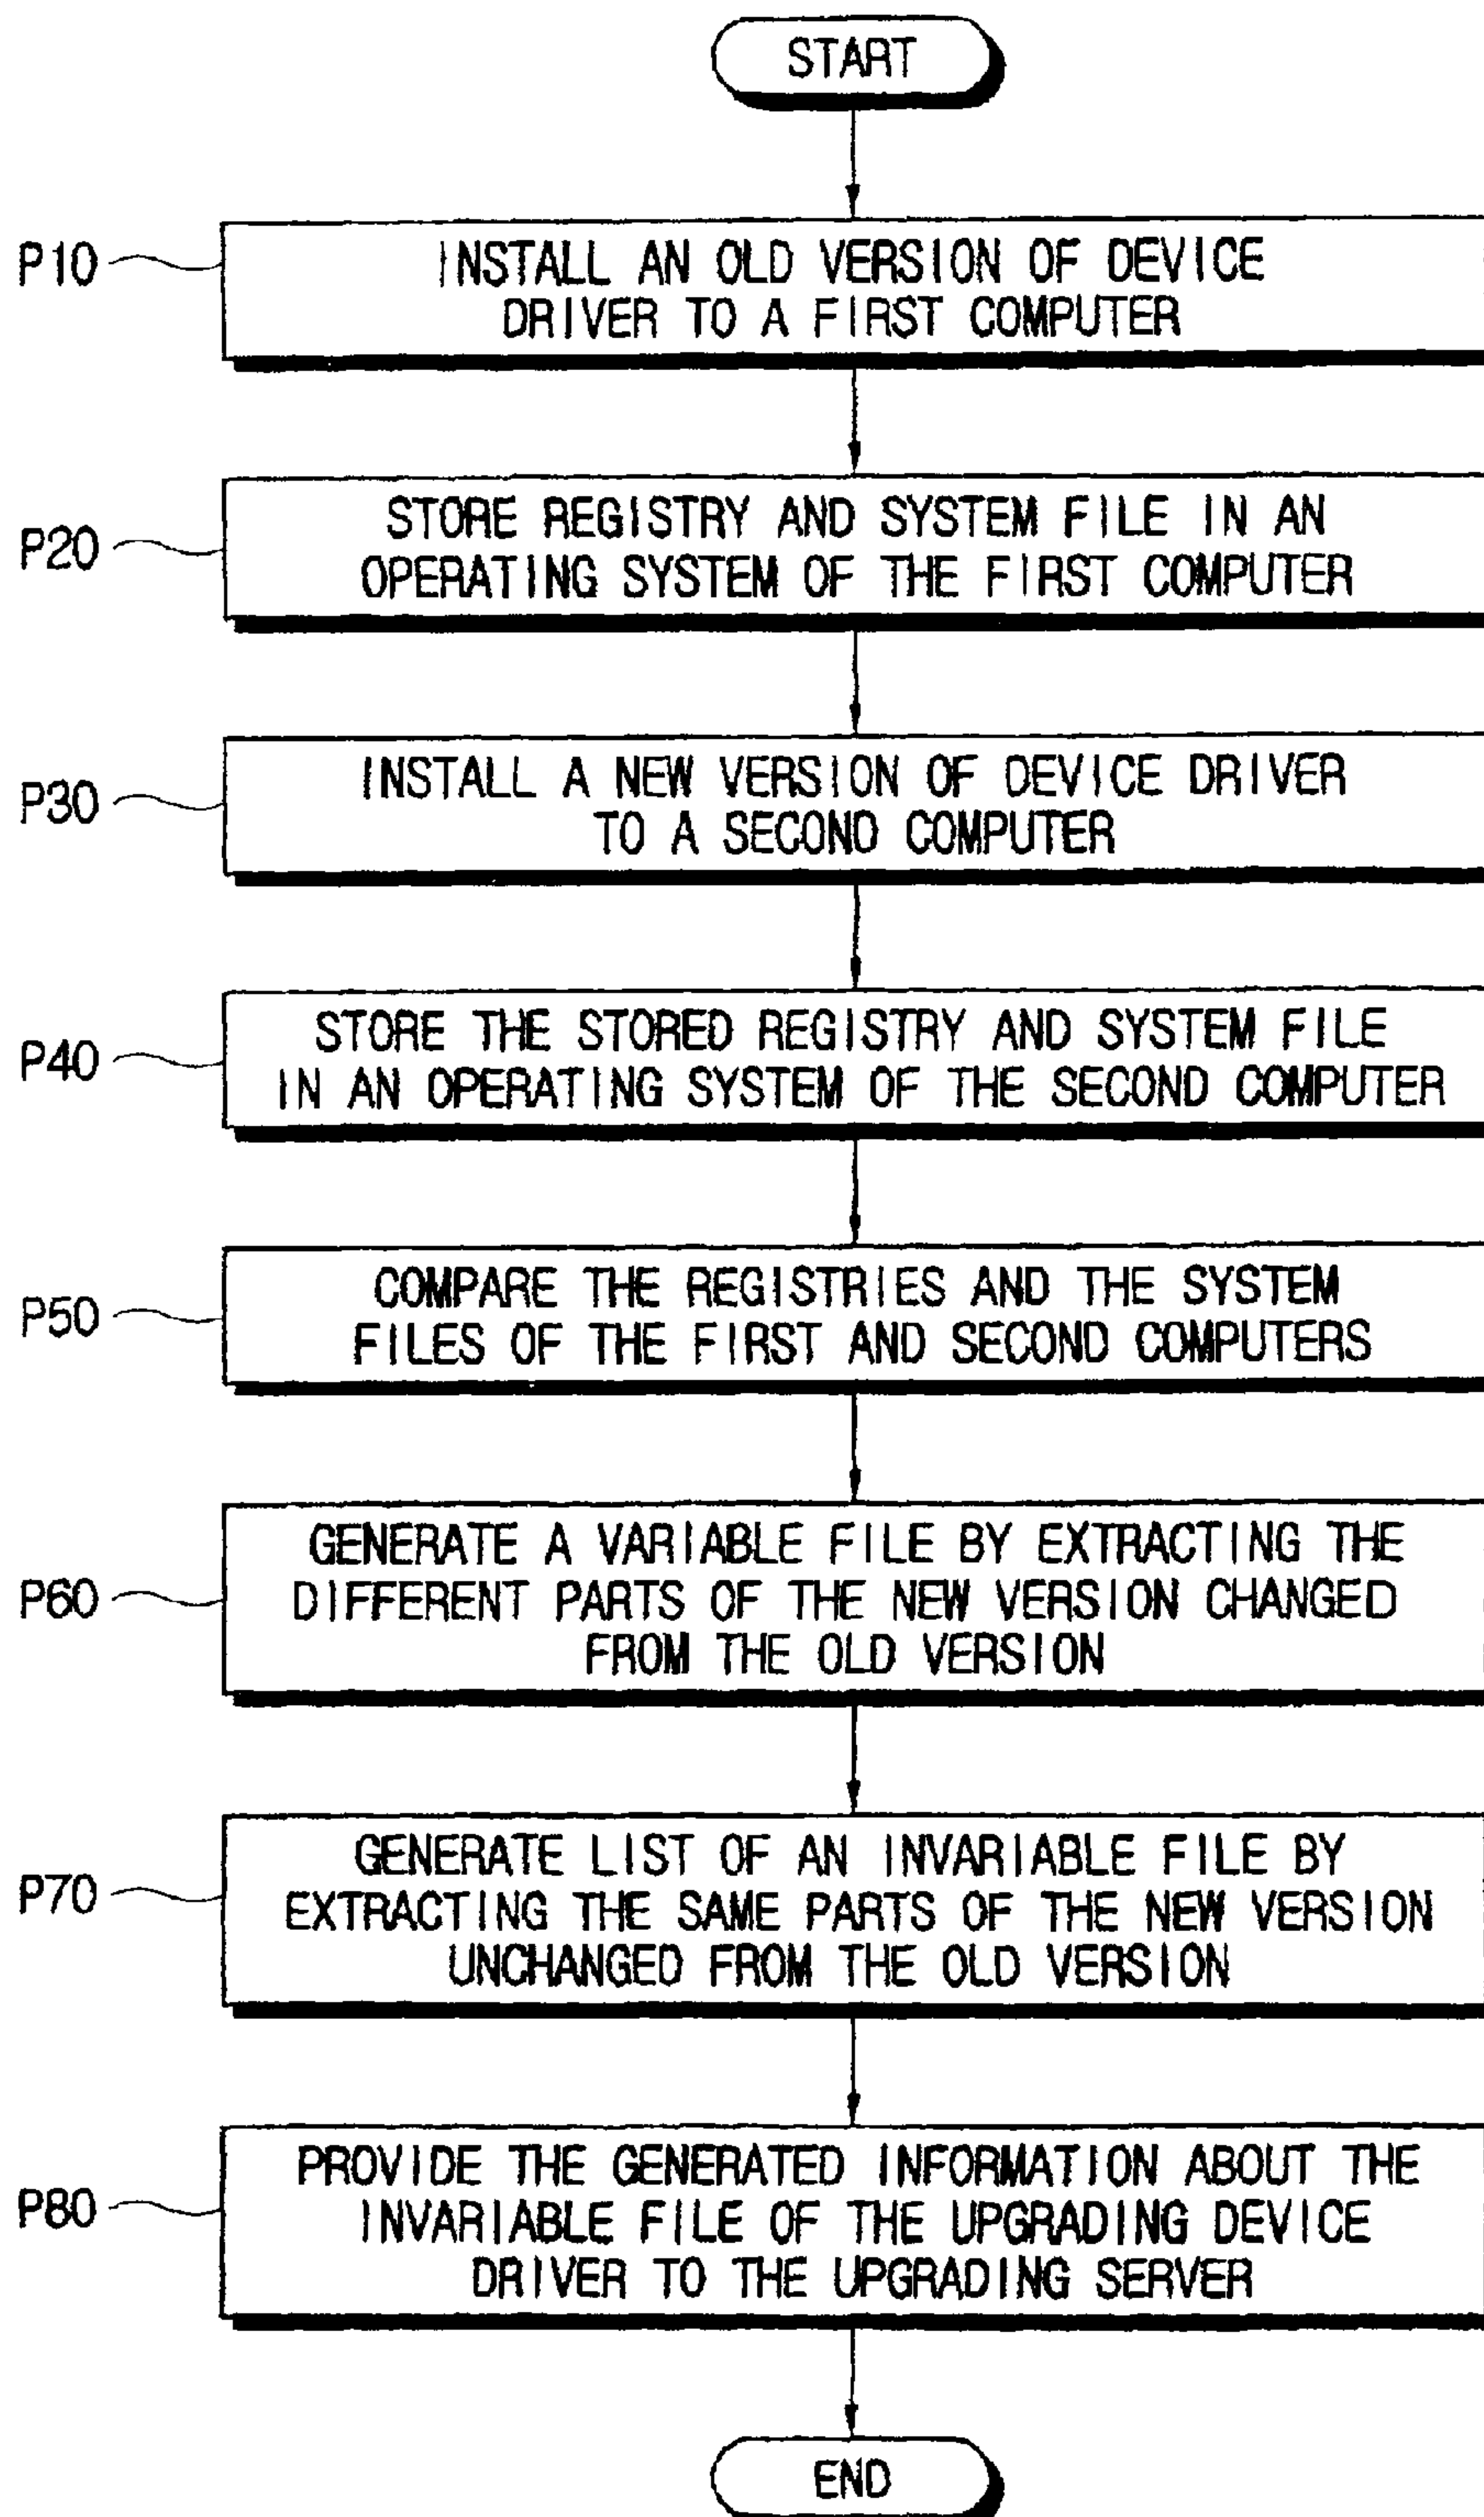 START
P10
INSTALL AN OLD VERSION OF DEVICE
DRIVER TO A FIRST COMPUTER
P20
STORE REGISTRY AND SYSTEM FILE IN AN
OPERATING SYSTEM OF THE FIRST COMPUTER
P30
INSTALL A NEW VERSION OF DEVICE DRIVER
TO A SECOND COMPUTER
P40
STORE THE STORED REGISTRY AND SYSTEM FILE
IN AN OPERATING SYSTEM OF THE SECOND COMPUTER
P50
COMPARE THE REGISTRIES AND THE SYSTEM
FILES OF THE FIRST AND SECOND COMPUTERS
P60
GENERATE A VARIABLE FILE BY EXTRACTING THE
DIFFERENT PARTS OF THE NEW VERSION CHANGED
FROM THE OLD VERSION
P70
GENERATE LIST OF AN INVARIABLE FILE BY
EXTRACTING THE SAME PARTS OF THE NEW VERSION
UNCHANGED FROM THE OLD VERSION
P80
PROVIDE THE GENERATED INFORMATION ABOUT THE
INVARIABLE FILE OF THE UPGRADING DEVICE
DRIVER TO THE UPGRADING SERVER
END